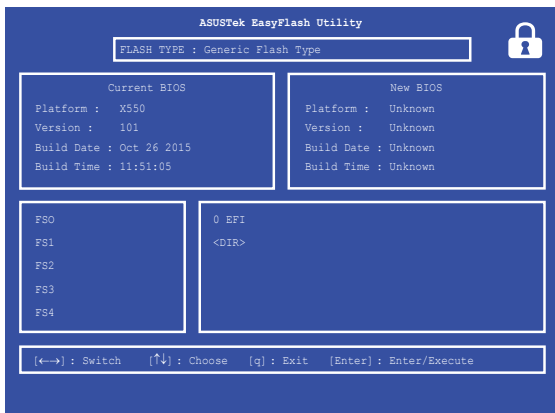 ASUSTek EasyFlash Utility
FLASH TYPE : Generic Flash Type
Current BIOS
Platform : X550
Version : 101
Build Date : Oct 26 2015
Build Time : 11:51:05
New BIOS
Platform : Unknown
Version : Unknown
Build Date : Unknown
Build Time : Unknown
FSO
FS1
FS2
FS3
FS4
0 EFI
<DIR>
[←→] : Switch [↑↓] : Choose [q] : Exit [Enter] : Enter/Execute